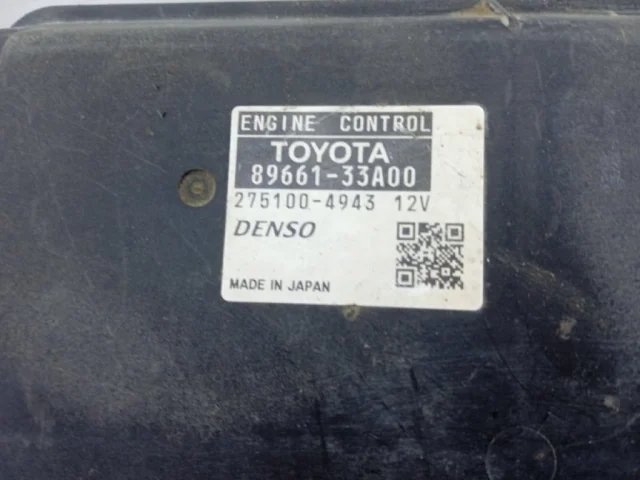 ENGINE CONTROL
TOYOTA
89661-33A00
275100-4943 12V
DENSO
MADE IN JAPAN